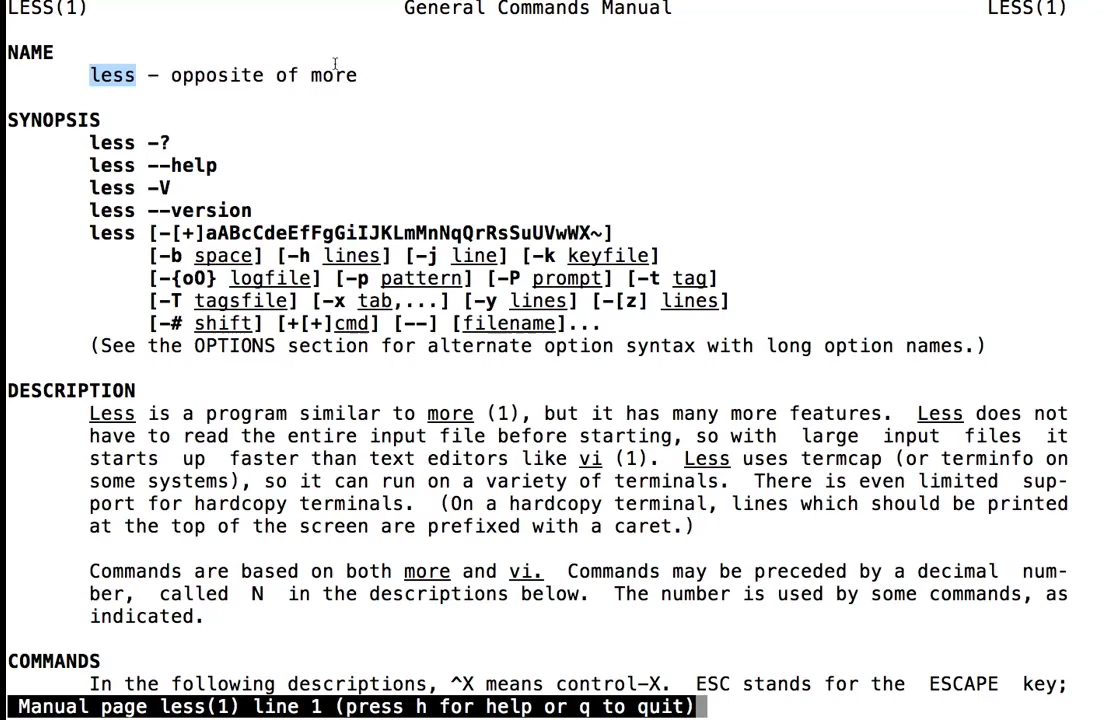 LESS(1) General Commands Manual LESS(1)
NAME
less - opposite of more
SYNOPSIS
less -?
less --help
less -V
less --version
less [-[+]aABcCdeEfFgGiIJKLmMnNqQrRsSuUVwWX~]
[-b space] [-h lines] [-j line] [-k keyfile]
[-{oO} logfile] [-p pattern] [-P prompt] [-t tag]
[-T tagsfile] [-x tab,...] [-y lines] [-[z] lines]
[-# shift] [+[+]cmd] [--] [filename]...
(See the OPTIONS section for alternate option syntax with long option names.)
DESCRIPTION
Less is a program similar to more (1), but it has many more features. Less does not
have to read the entire input file before starting, so with large input files it
starts up faster than text editors like vi (1). Less uses termcap (or terminfo on
some systems), so it can run on a variety of terminals. There is even limited sup-
port for hardcopy terminals. (On a hardcopy terminal, lines which should be printed
at the top of the screen are prefixed with a caret.)
Commands are based on both more and vi. Commands may be preceded by a decimal num-
ber, called N in the descriptions below. The number is used by some commands, as
indicated.
COMMANDS
In the following descriptions, ^X means control-X. ESC stands for the ESCAPE key;
Manual page less(1) line 1 (press h for help or q to quit)